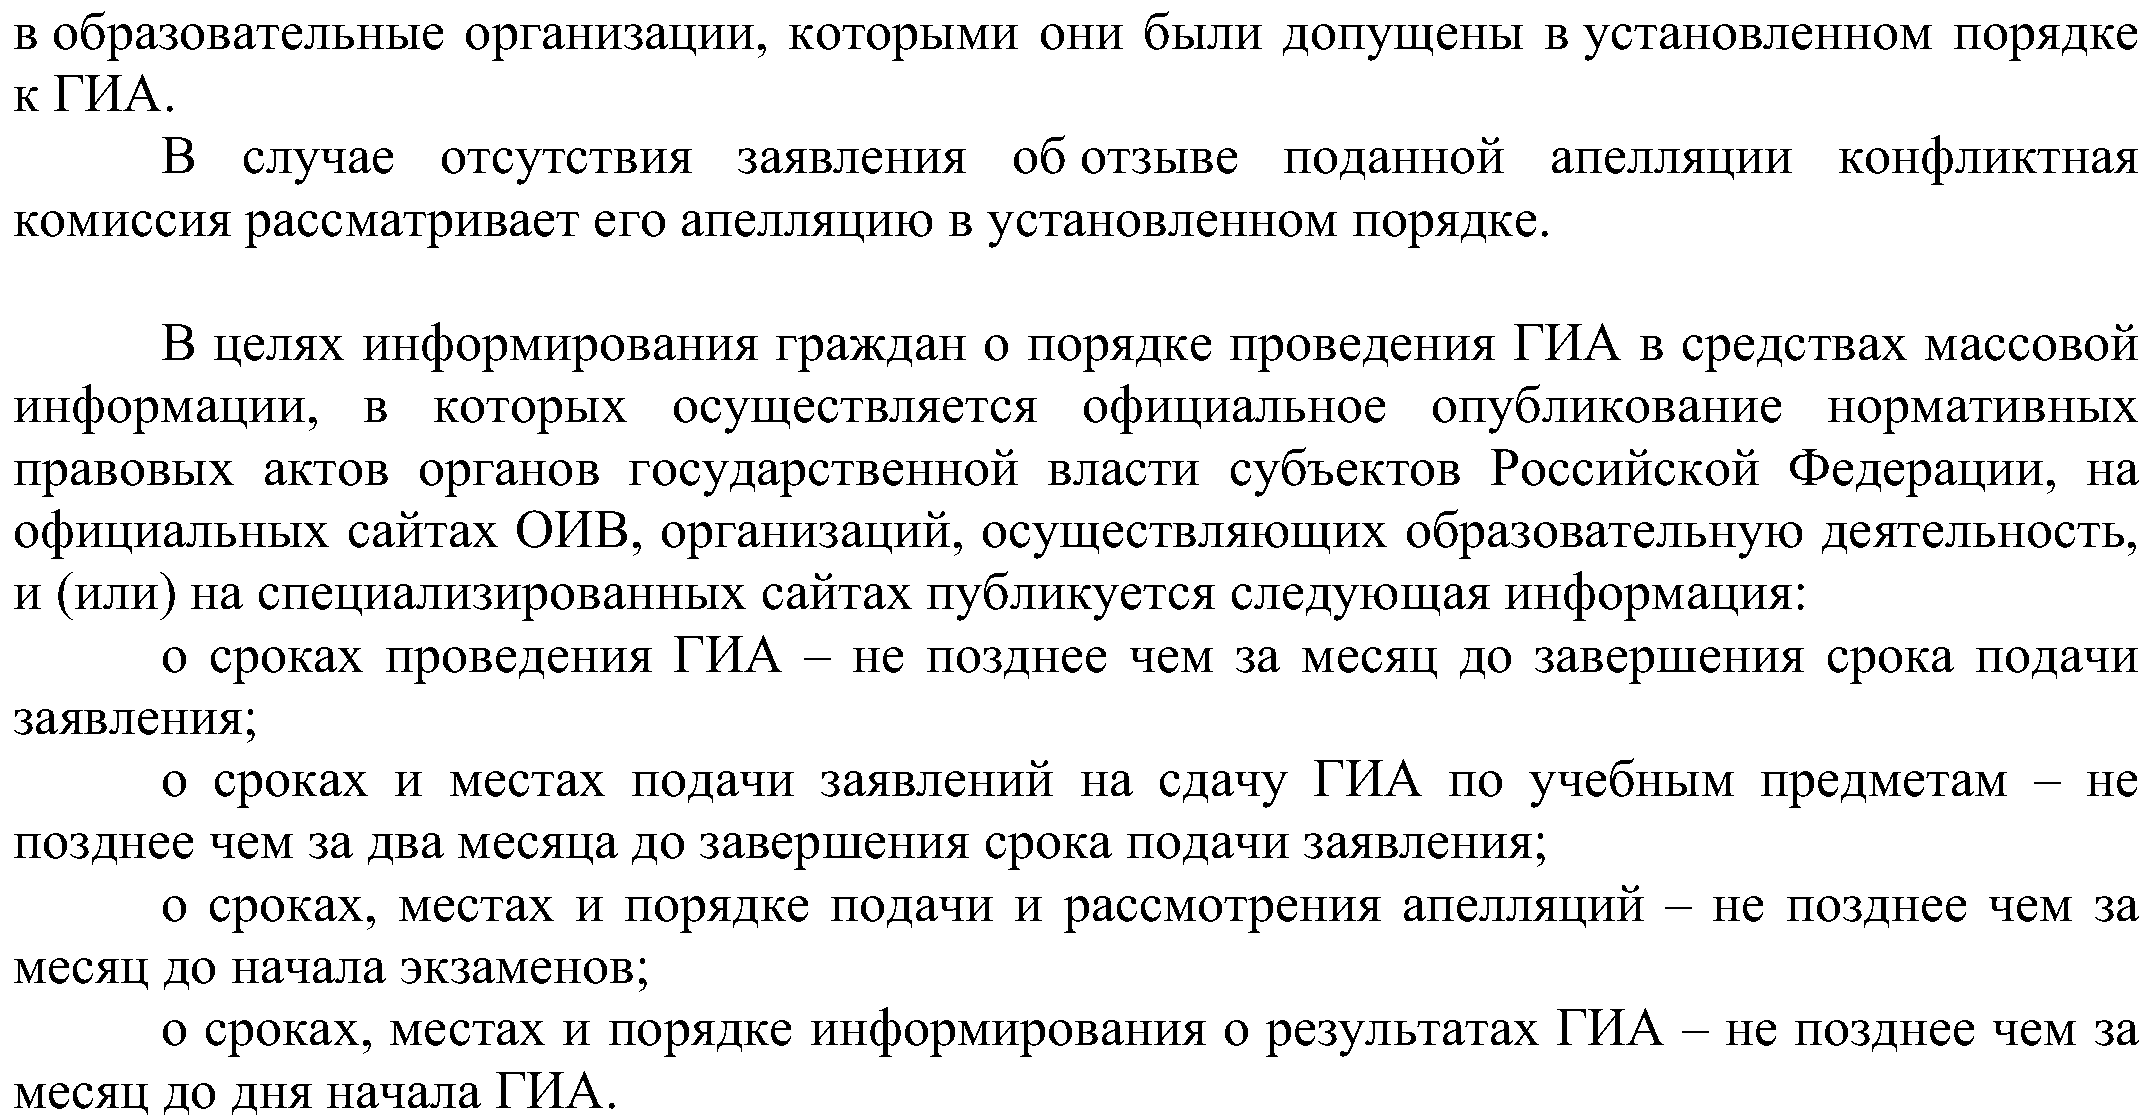 в образовательные организации, которыми они были допущены в установленном порядке
к ГИА.
В случае отсутствия заявления об отзыве поданной апелляции конфликтная
комиссия рассматривает его апелляцию в установленном порядке.
В целях информирования граждан о порядке проведения ГИА в средствах массовой
информации, в которых осуществляется официальное опубликование нормативных
правовых актов органов государственной власти субъектов Российской Федерации, на
официальных сайтах ОИВ, организаций, осуществляющих образовательную деятельность,
и (или) на специализированных сайтах публикуется следующая информация:
о сроках проведения ГИА – не позднее чем за месяц до завершения срока подачи
заявления;
о сроках и местах подачи заявлений на сдачу ГИА по учебным предметам – не
позднее чем за два месяца до завершения срока подачи заявления;
о сроках, местах и порядке подачи и рассмотрения апелляций – не позднее чем за
месяц до начала экзаменов;
о сроках, местах и порядке информирования о результатах ГИА – не позднее чем за
месяц до дня начала ГИА.